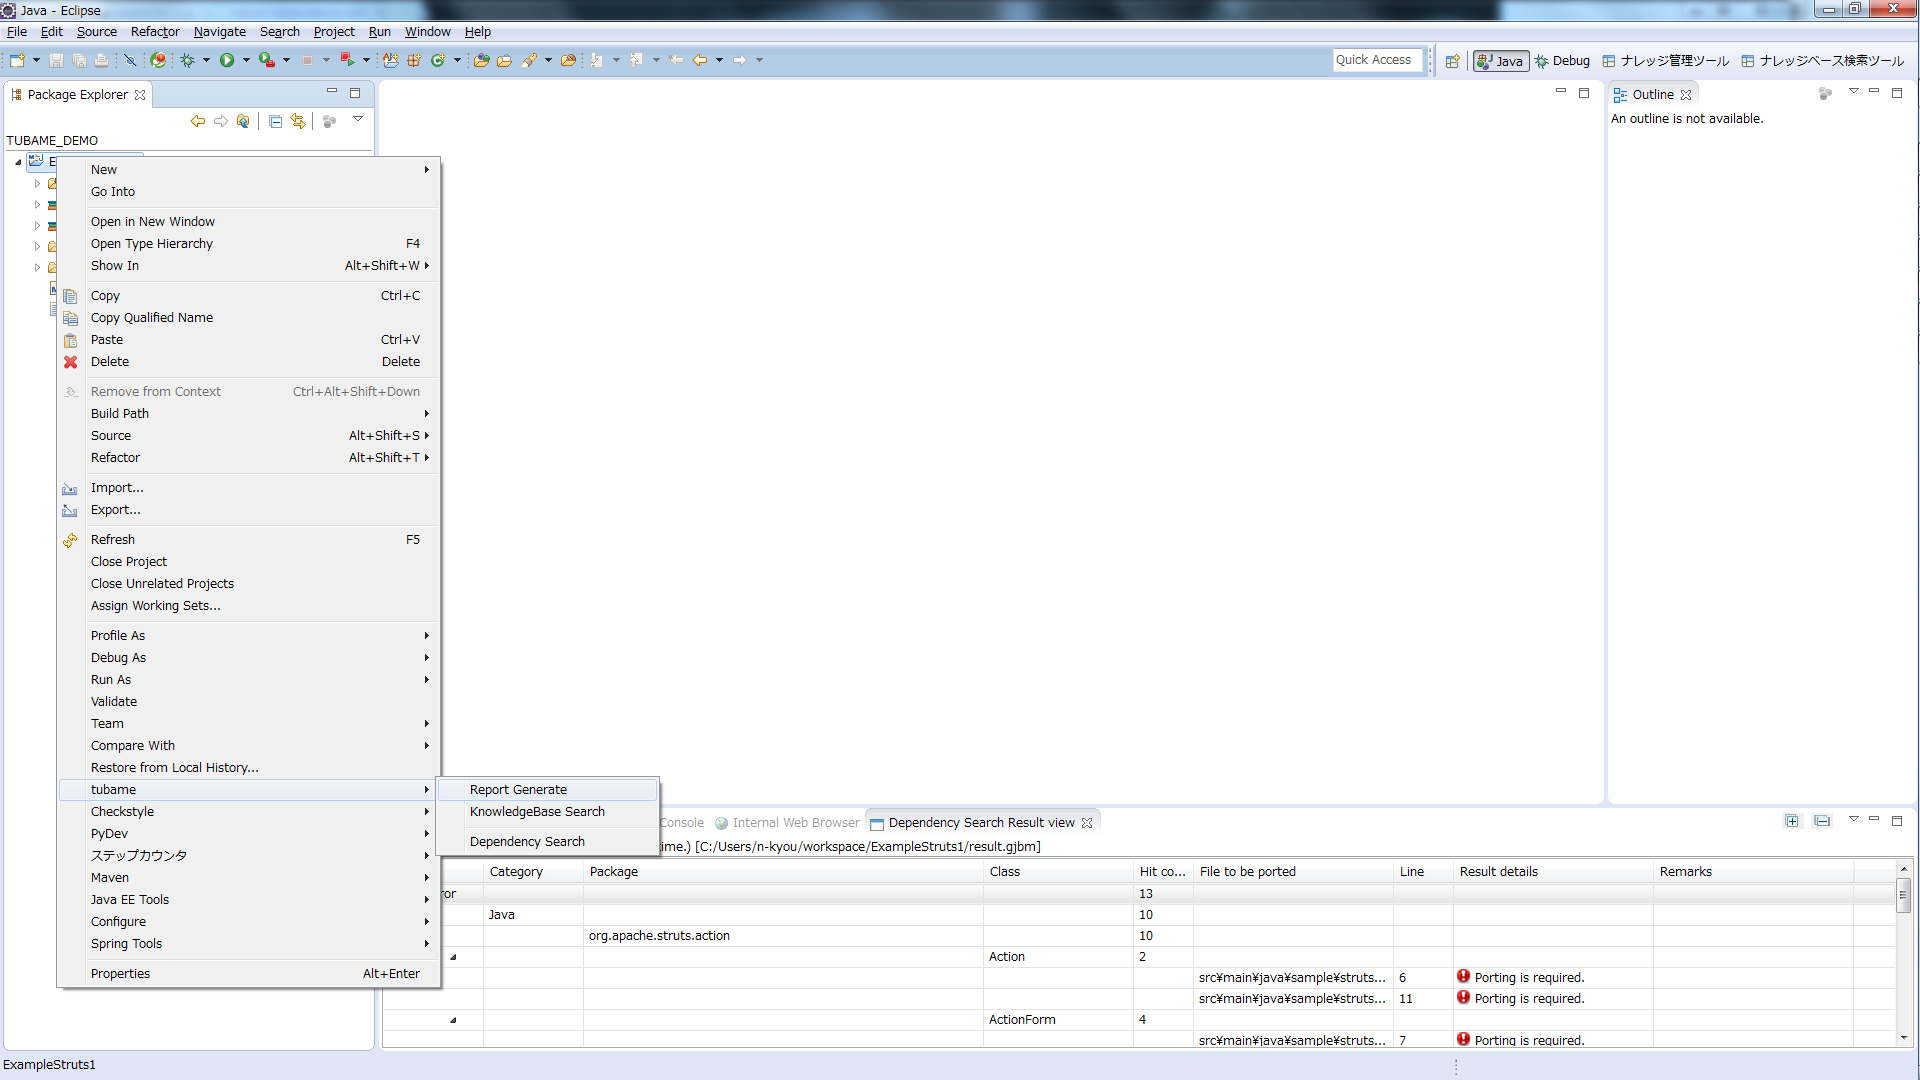 Java - Eclipse
File Edit Source Refactor Navigate Search Project Run Window Help
Quick Access
Java
Debug
ナレッジ管理ツール
ナレッジベース検索ツール
Package Explorer
TUBAME_DEMO
E
New
Go Into
Open in New Window
Open Type Hierarchy F4
Show In Alt+Shift+W
Copy Ctrl+C
Copy Qualified Name
Paste Ctrl+V
Delete Delete
Remove from Context Ctrl+Alt+Shift+Down
Build Path
Source Alt+Shift+S
Refactor Alt+Shift+T
Import...
Export...
Refresh F5
Close Project
Close Unrelated Projects
Assign Working Sets...
Profile As
Debug As
Run As
Validate
Team
Compare With
Restore from Local History...
tubame
Checkstyle
PyDev
ステップカウンタ
Maven
Java EE Tools
Configure
Spring Tools
Properties Alt+Enter
Report Generate
KnowledgeBase Search
Dependency Search
Outline
An outline is not available.
Console
Internal Web Browser
Dependency Search Result view
time.) [C:/Users/n-kyou/workspace/ExampleStruts1/result.gjbm]
Category Package Class Hit co... File to be ported Line Result details Remarks
ror 13
Java 10
org.apache.struts.action 10
Action 2
src¥main¥java¥sample¥struts... 6 Porting is required.
src¥main¥java¥sample¥struts... 11 Porting is required.
ActionForm 4
src¥main¥java¥sample¥struts... 7 Porting is required.
ExampleStruts1